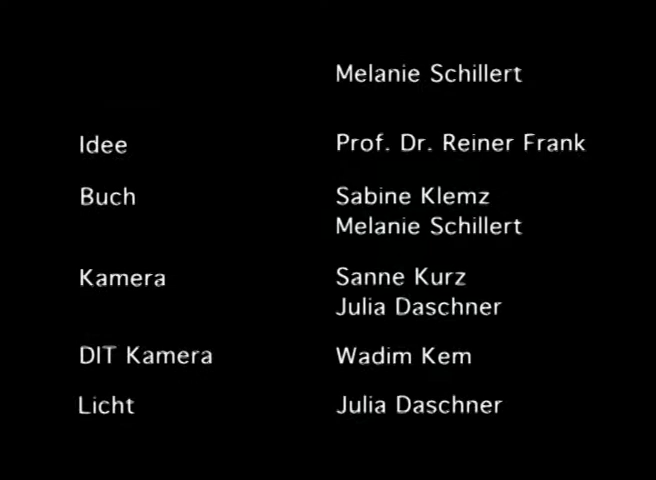 Melanie Schillert
Idee Prof. Dr. Reiner Frank
Buch Sabine Klemz
Melanie Schillert
Kamera Sanne Kurz
Julia Daschner
DIT Kamera Wadim Kem
Licht Julia Daschner